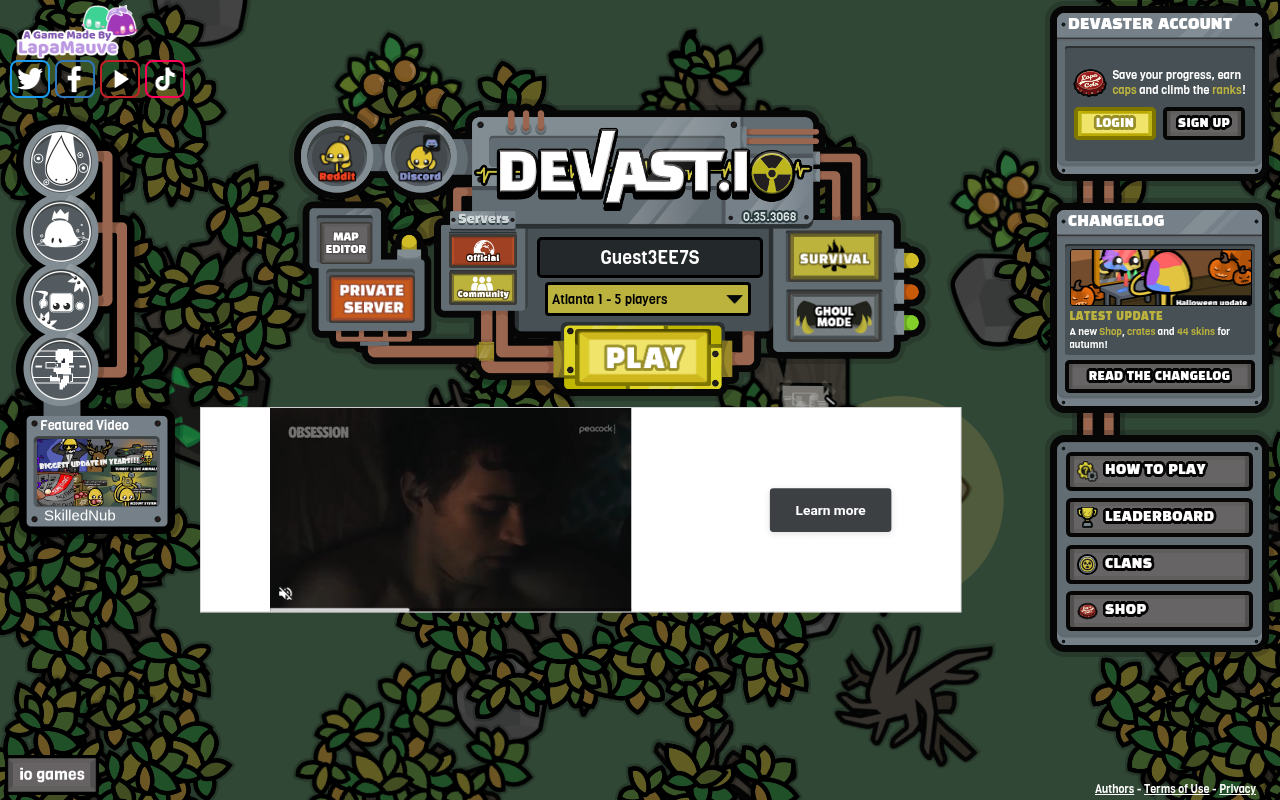 A Game Made By
LapaMauve
Reddit
Discord
DEVAST.IO
0.35.3068
MAP
EDITOR
PRIVATE
SERVER
Servers
Official
Community
Guest3EE7S
Atlanta 1 - 5 players
PLAY
SURVIVAL
GHOUL
MODE
Featured Video
BIGGEST UPDATE IN YEARS!!!
SkilledNub
OBSESSION
peacock
Learn more
DEVASTER ACCOUNT
Save your progress, earn
caps and climb the ranks!
LOGIN
SIGN UP
CHANGELOG
Halloween update
LATEST UPDATE
A new Shop, crates and 44 skins for
autumn!
READ THE CHANGELOG
HOW TO PLAY
LEADERBOARD
CLANS
SHOP
io games
Authors - Terms of Use - Privacy